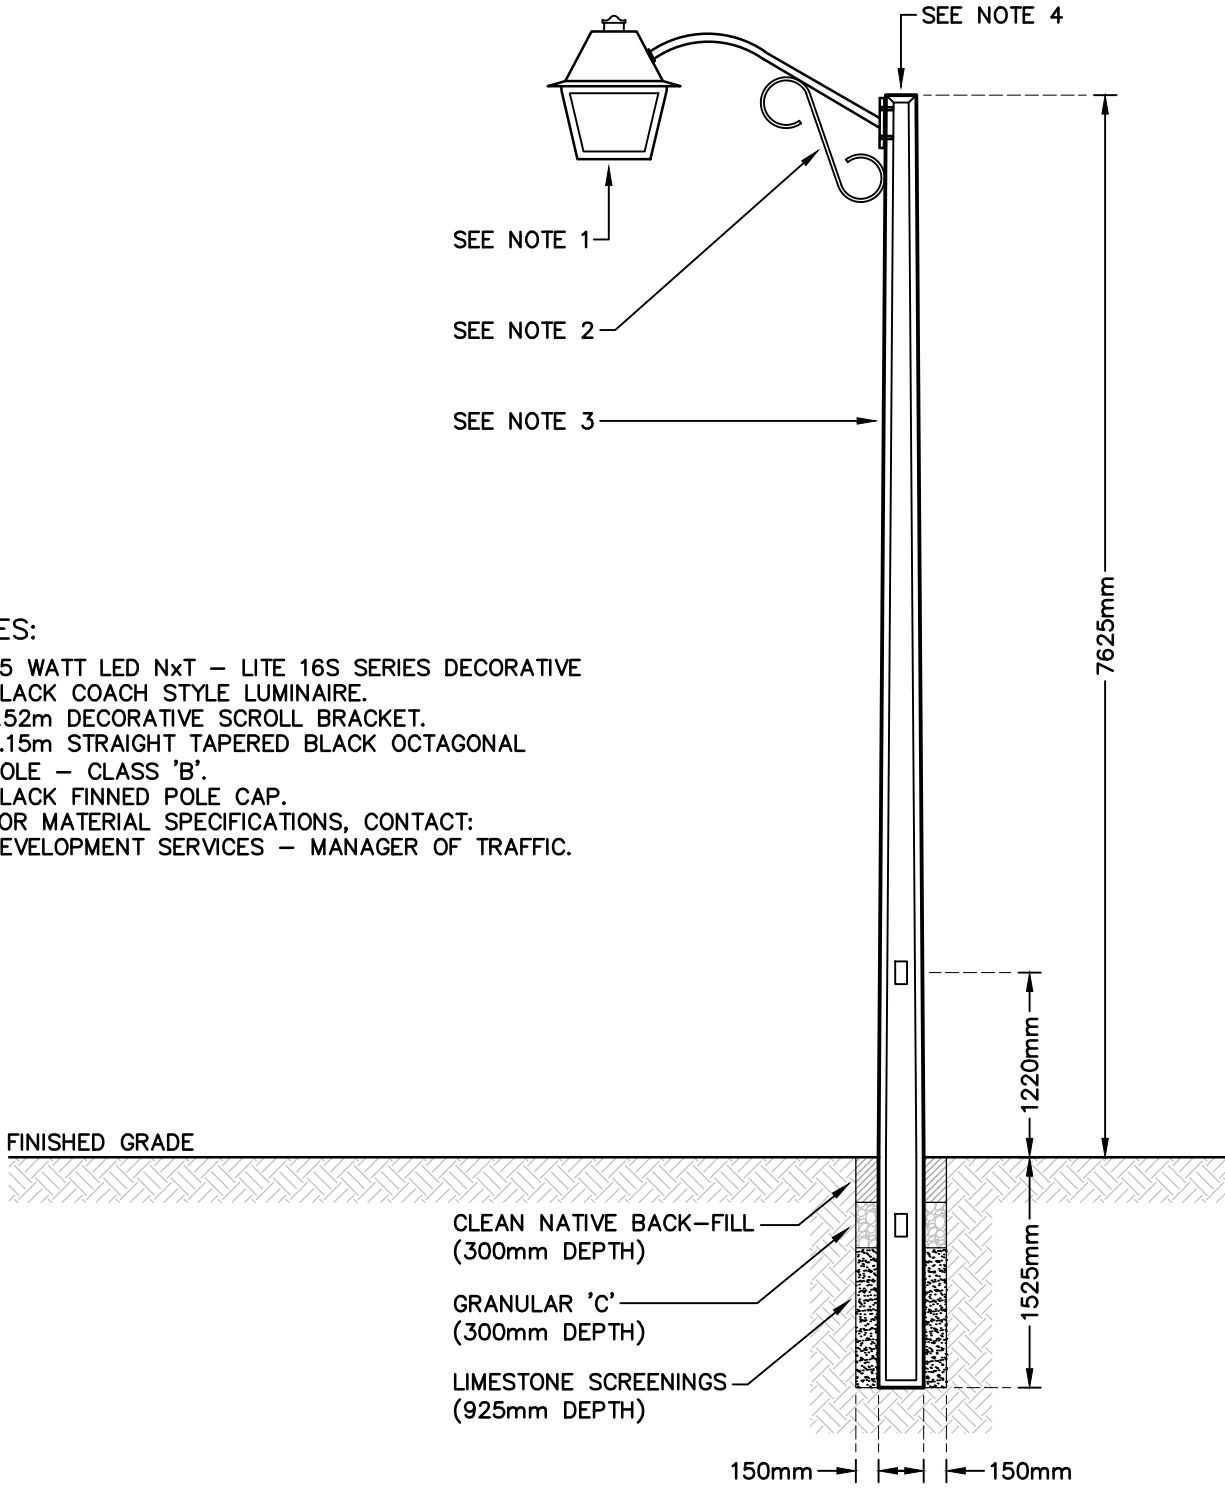 SEE NOTE 4
SEE NOTE 1
SEE NOTE 2
SEE NOTE 3
7625mm
ES:
5 WATT LED NxT – LITE 16S SERIES DECORATIVE
LACK COACH STYLE LUMINAIRE.
.52m DECORATIVE SCROLL BRACKET.
.15m STRAIGHT TAPERED BLACK OCTAGONAL
OLE – CLASS 'B'.
LACK FINNED POLE CAP.
OR MATERIAL SPECIFICATIONS, CONTACT:
EVELOPMENT SERVICES – MANAGER OF TRAFFIC.
1220mm
FINISHED GRADE
CLEAN NATIVE BACK-FILL
(300mm DEPTH)
GRANULAR 'C'
(300mm DEPTH)
1525mm
LIMESTONE SCREENINGS
(925mm DEPTH)
150mm
150mm